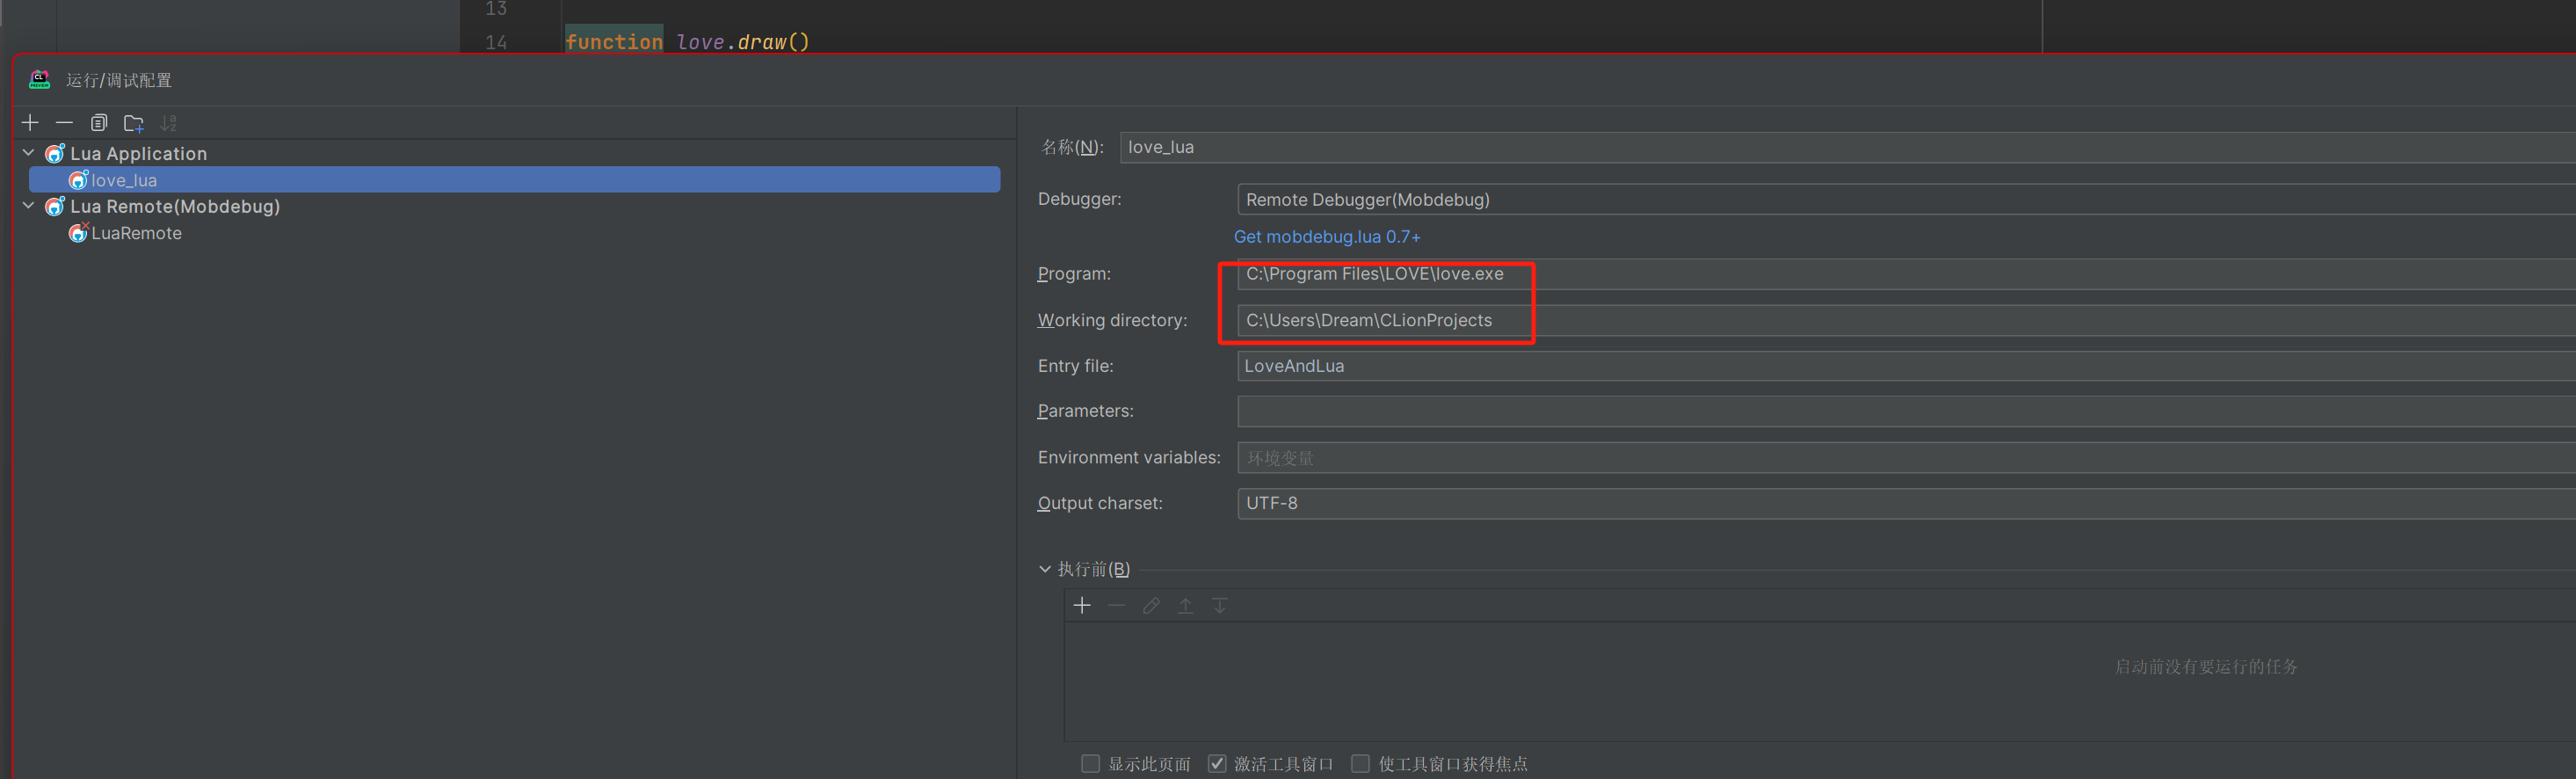 13
14 function love.draw()
运行/调试配置
Lua Application
love_lua
Lua Remote(Mobdebug)
LuaRemote
名称(N): love_lua
Debugger: Remote Debugger(Mobdebug)
Get mobdebug.lua 0.7+
Program: C:\Program Files\LOVE\love.exe
Working directory: C:\Users\Dream\CLionProjects
Entry file: LoveAndLua
Parameters:
Environment variables: 环境变量
Output charset: UTF-8
执行前(B)
启动前没有要运行的任务
显示此页面 激活工具窗口 使工具窗口获得焦点